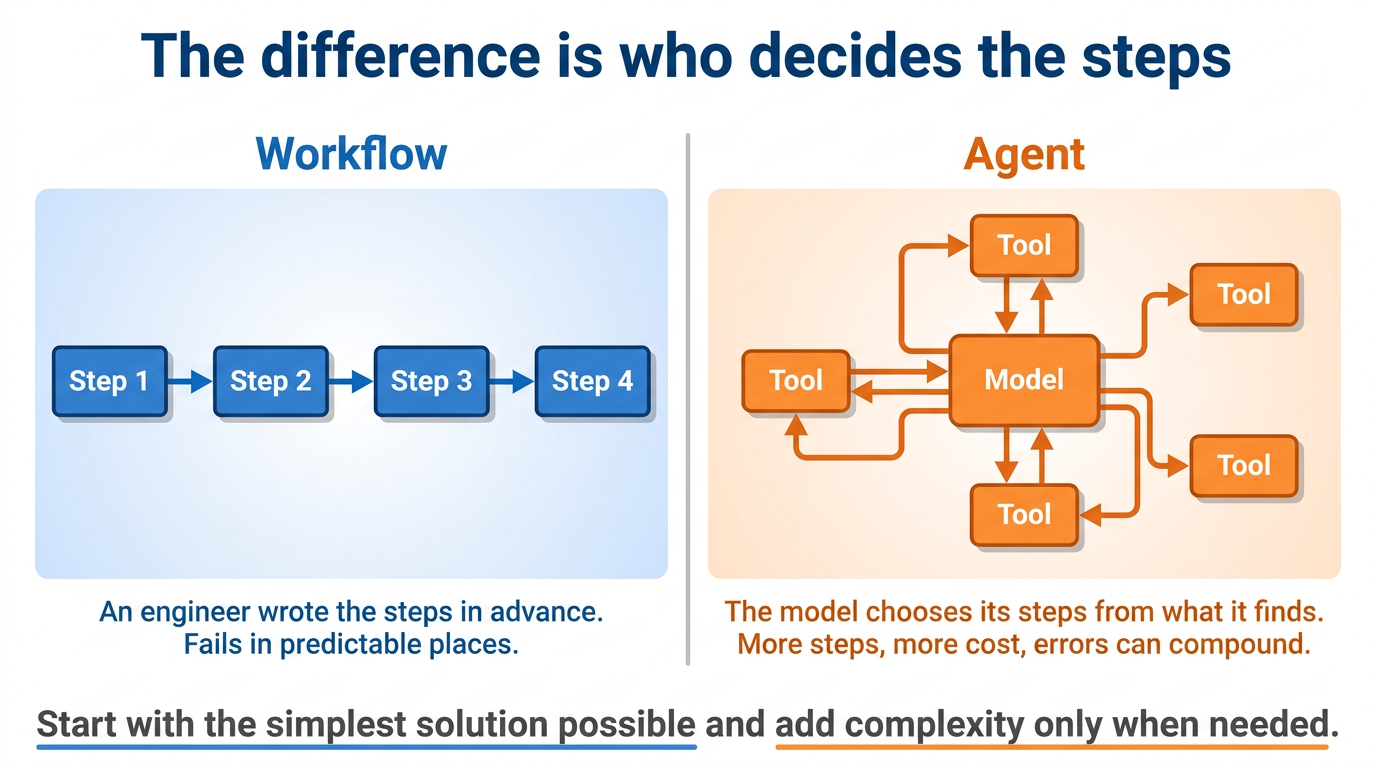 The difference is who decides the steps
Workflow
Step 1
Step 2
Step 3
Step 4
An engineer wrote the steps in advance.
Fails in predictable places.
Agent
Tool
Tool
Tool
Model
Tool
Tool
The model chooses its steps from what it finds.
More steps, more cost, errors can compound.
Start with the simplest solution possible and add complexity only when needed.